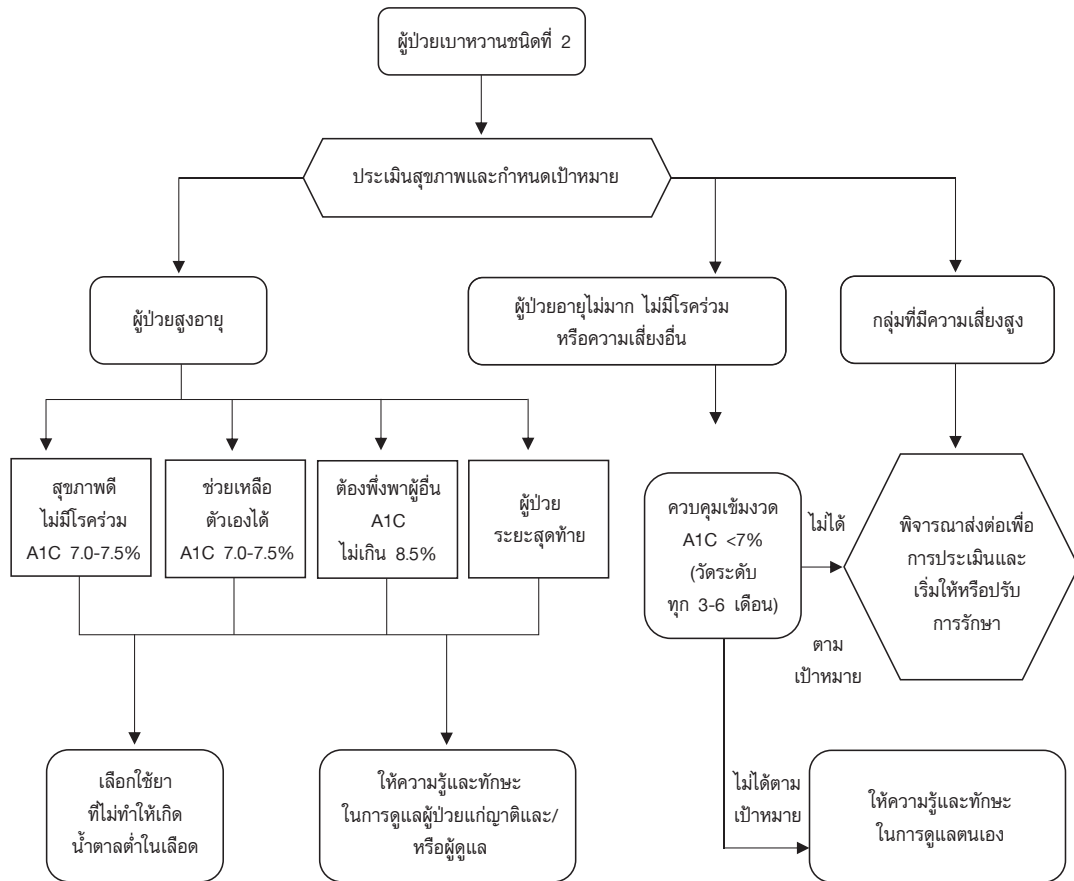 ผู้ป่วยเบาหวานชนิดที่ 2
ประเมินสุขภาพและกำหนดเป้าหมาย
ผู้ป่วยสูงอายุ
ผู้ป่วยอายุไม่มาก ไม่มีโรคร่วม
หรือความเสี่ยงอื่น
กลุ่มที่มีความเสี่ยงสูง
สุขภาพดี
ไม่มีโรคร่วม
A1C 7.0-7.5%
ช่วยเหลือ
ตัวเองได้
A1C 7.0-7.5%
ต้องพึ่งพาผู้อื่น
A1C
ไม่เกิน 8.5%
ผู้ป่วย
ระยะสุดท้าย
ควบคุมเข้มงวด
A1C <7%
(วัดระดับ
ทุก 3-6 เดือน)
ไม่ได้
ตาม
เป้าหมาย
พิจารณาส่งต่อเพื่อ
การประเมินและ
เริ่มให้หรือปรับ
การรักษา
เลือกใช้ยา
ที่ไม่ทำให้เกิด
น้ำตาลต่ำในเลือด
ให้ความรู้และทักษะ
ในการดูแลผู้ป่วยแก่ญาติและ/
หรือผู้ดูแล
ไม่ได้ตาม
เป้าหมาย
ให้ความรู้และทักษะ
ในการดูแลตนเอง